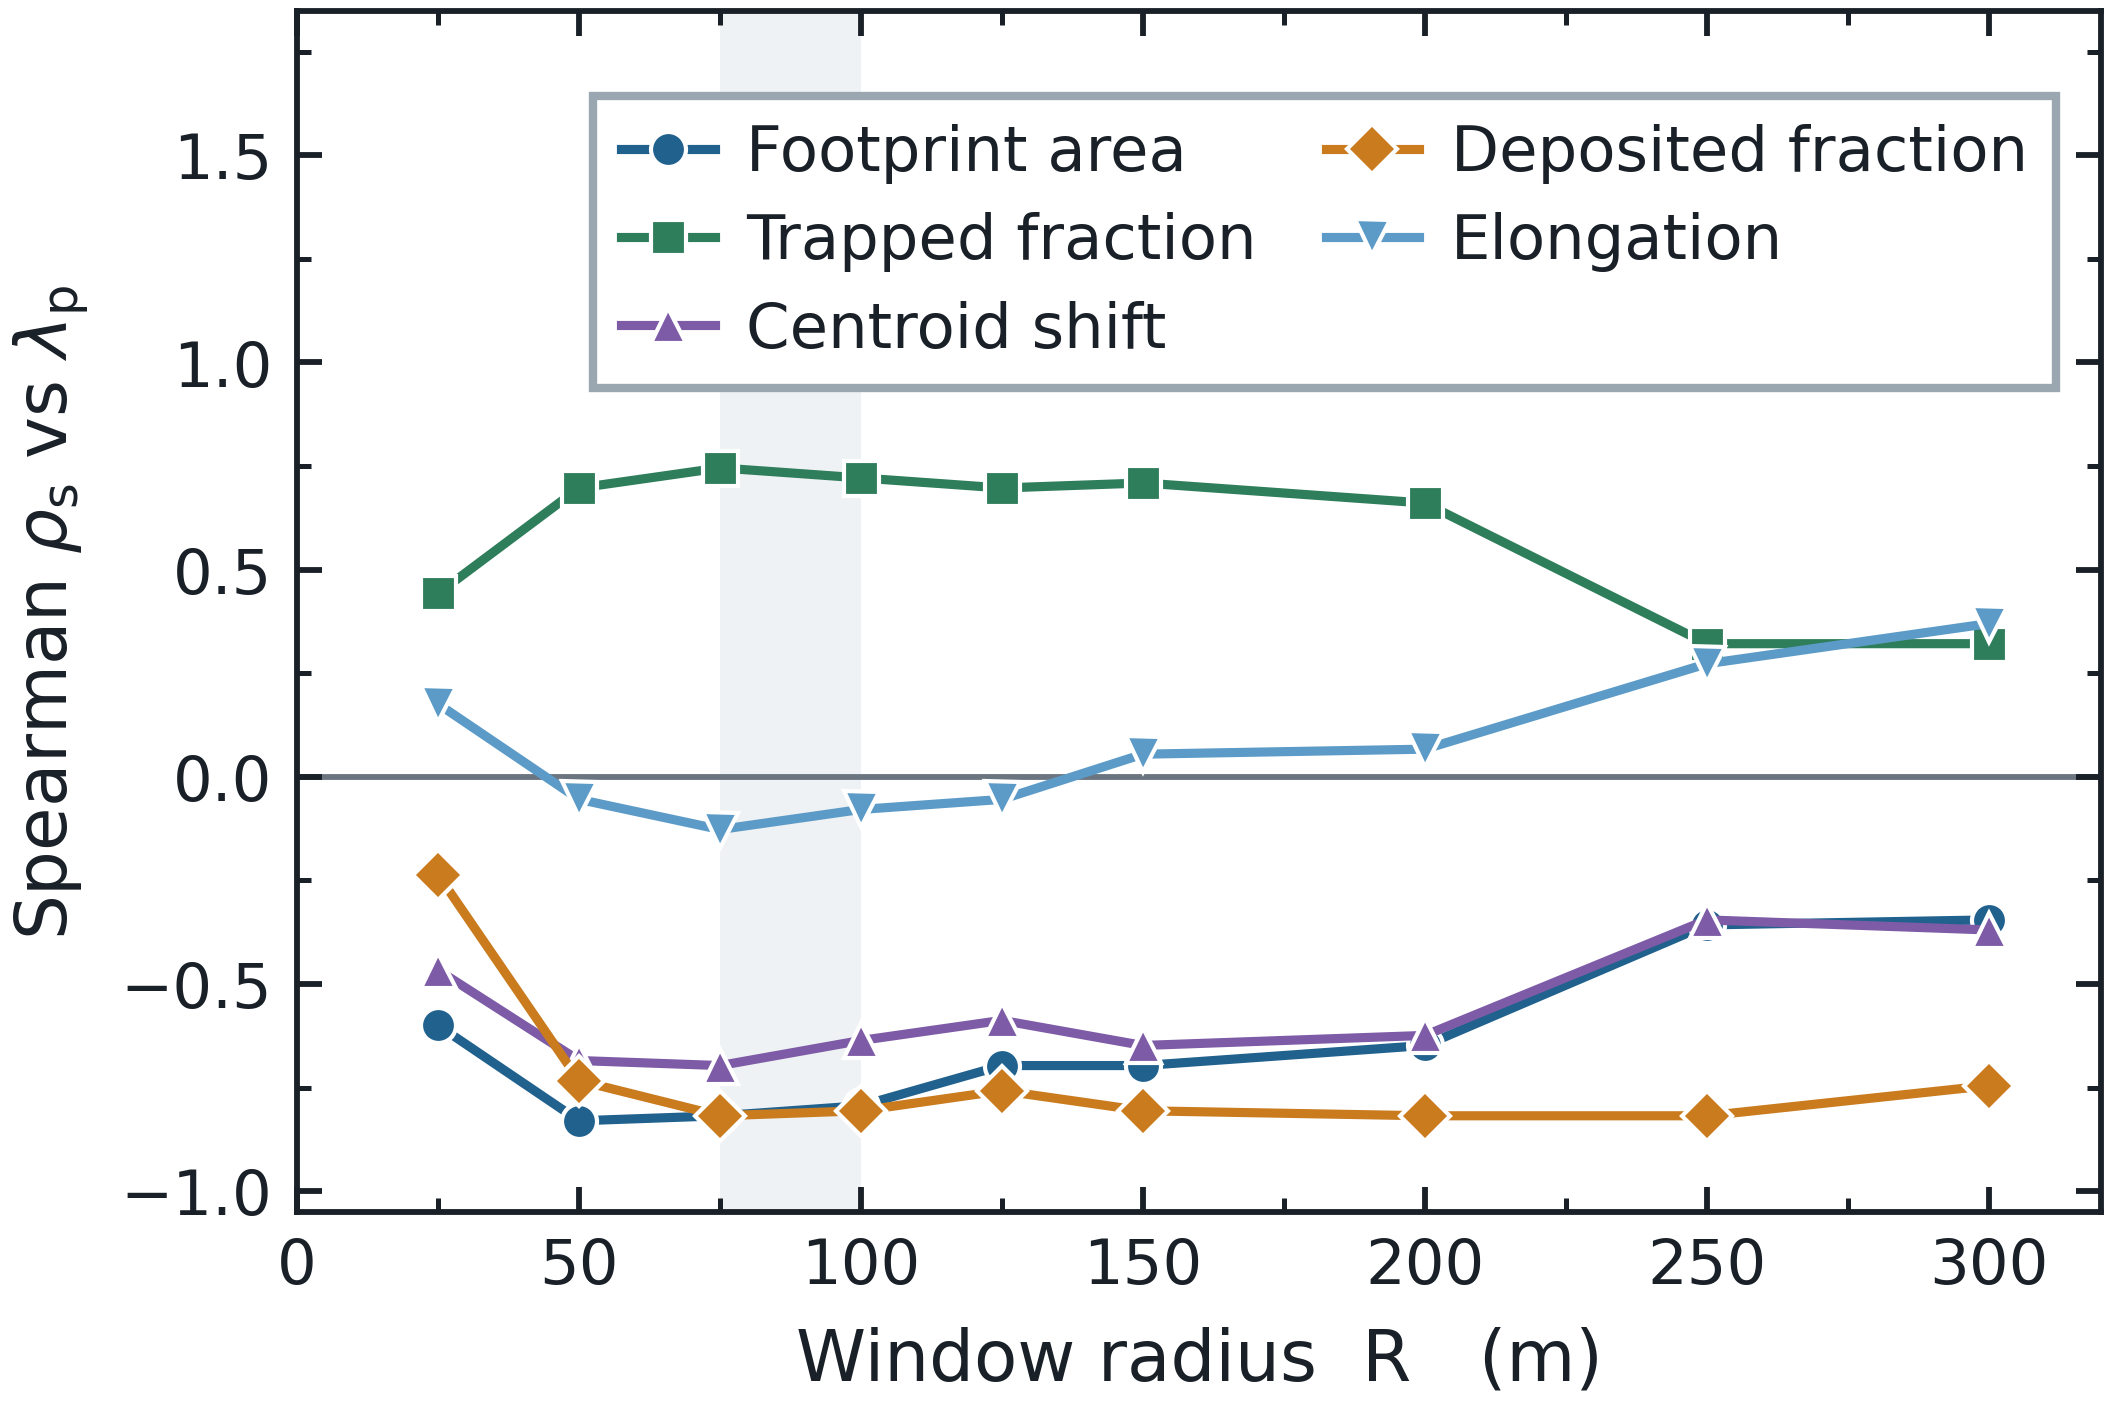 Footprint area
Trapped fraction
Centroid shift
Deposited fraction
Elongation
Spearman ρs vs λp
1.5
1.0
0.5
0.0
−0.5
−1.0
0 50 100 150 200 250 300
Window radius R (m)